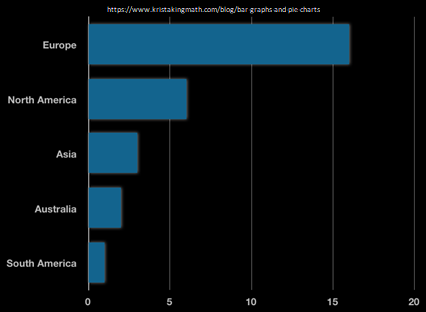 https://www.kristakingmath.com/blog/bar-graphs-and-pie-charts
Europe
North America
Asia
Australia
South America
0 5 10 15 20